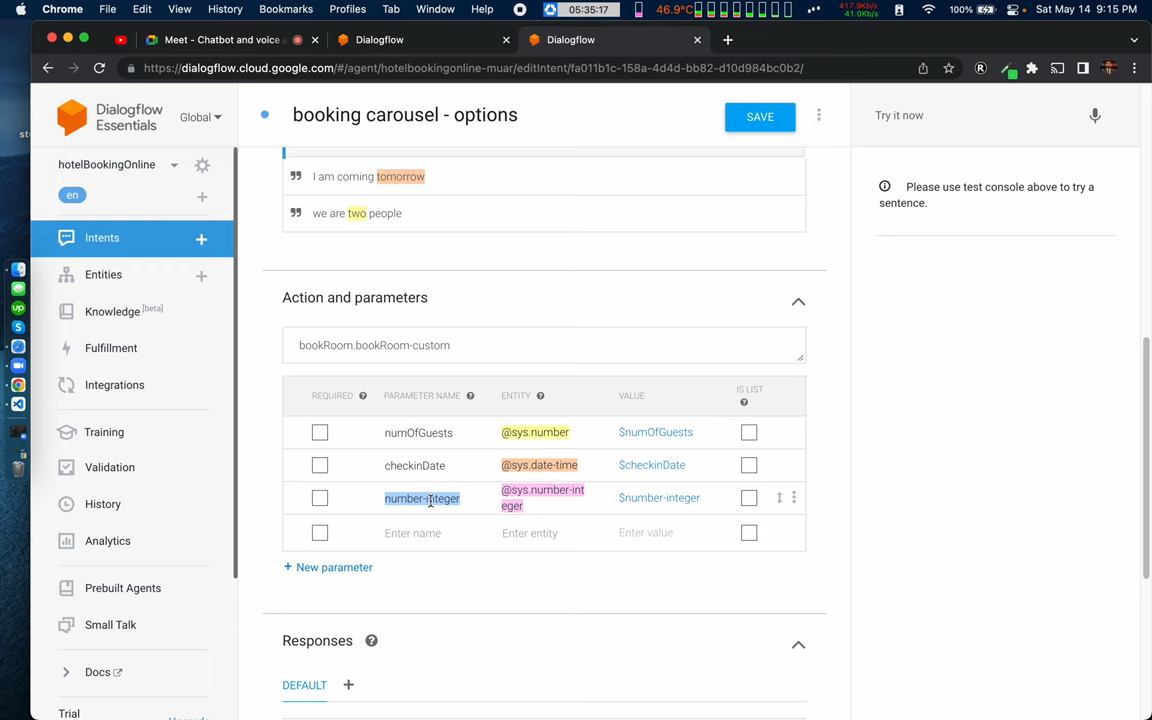 Chrome File Edit View History Bookmarks Profiles Tab Window Help 05:35:17 46.9°C 417.9KB/s 41.0KB/s 100% Sat May 14 9:15 PM
Meet - Chatbot and voice
Dialogflow
Dialogflow
https://dialogflow.cloud.google.com/#/agent/hotelbookingonline-muar/editIntent/fa011b1c-158a-4d4d-bb82-d10d984bc0b2/
Dialogflow
Essentials
Global
hotelBookingOnline
en
Intents
Entities
Knowledge [beta]
Fulfillment
Integrations
Training
Validation
History
Analytics
Prebuilt Agents
Small Talk
Docs
Trial
booking carousel - options
SAVE
I am coming tomorrow
we are two people
Action and parameters
bookRoom.bookRoom-custom
REQUIRED PARAMETER NAME ENTITY VALUE IS LIST
numOfGuests @sys.number $numOfGuests
checkinDate @sys.date-time $checkinDate
number-integer @sys.number-int
eger $number-integer
Enter name Enter entity Enter value
+ New parameter
Responses
DEFAULT +
Try it now
Please use test console above to try a
sentence.